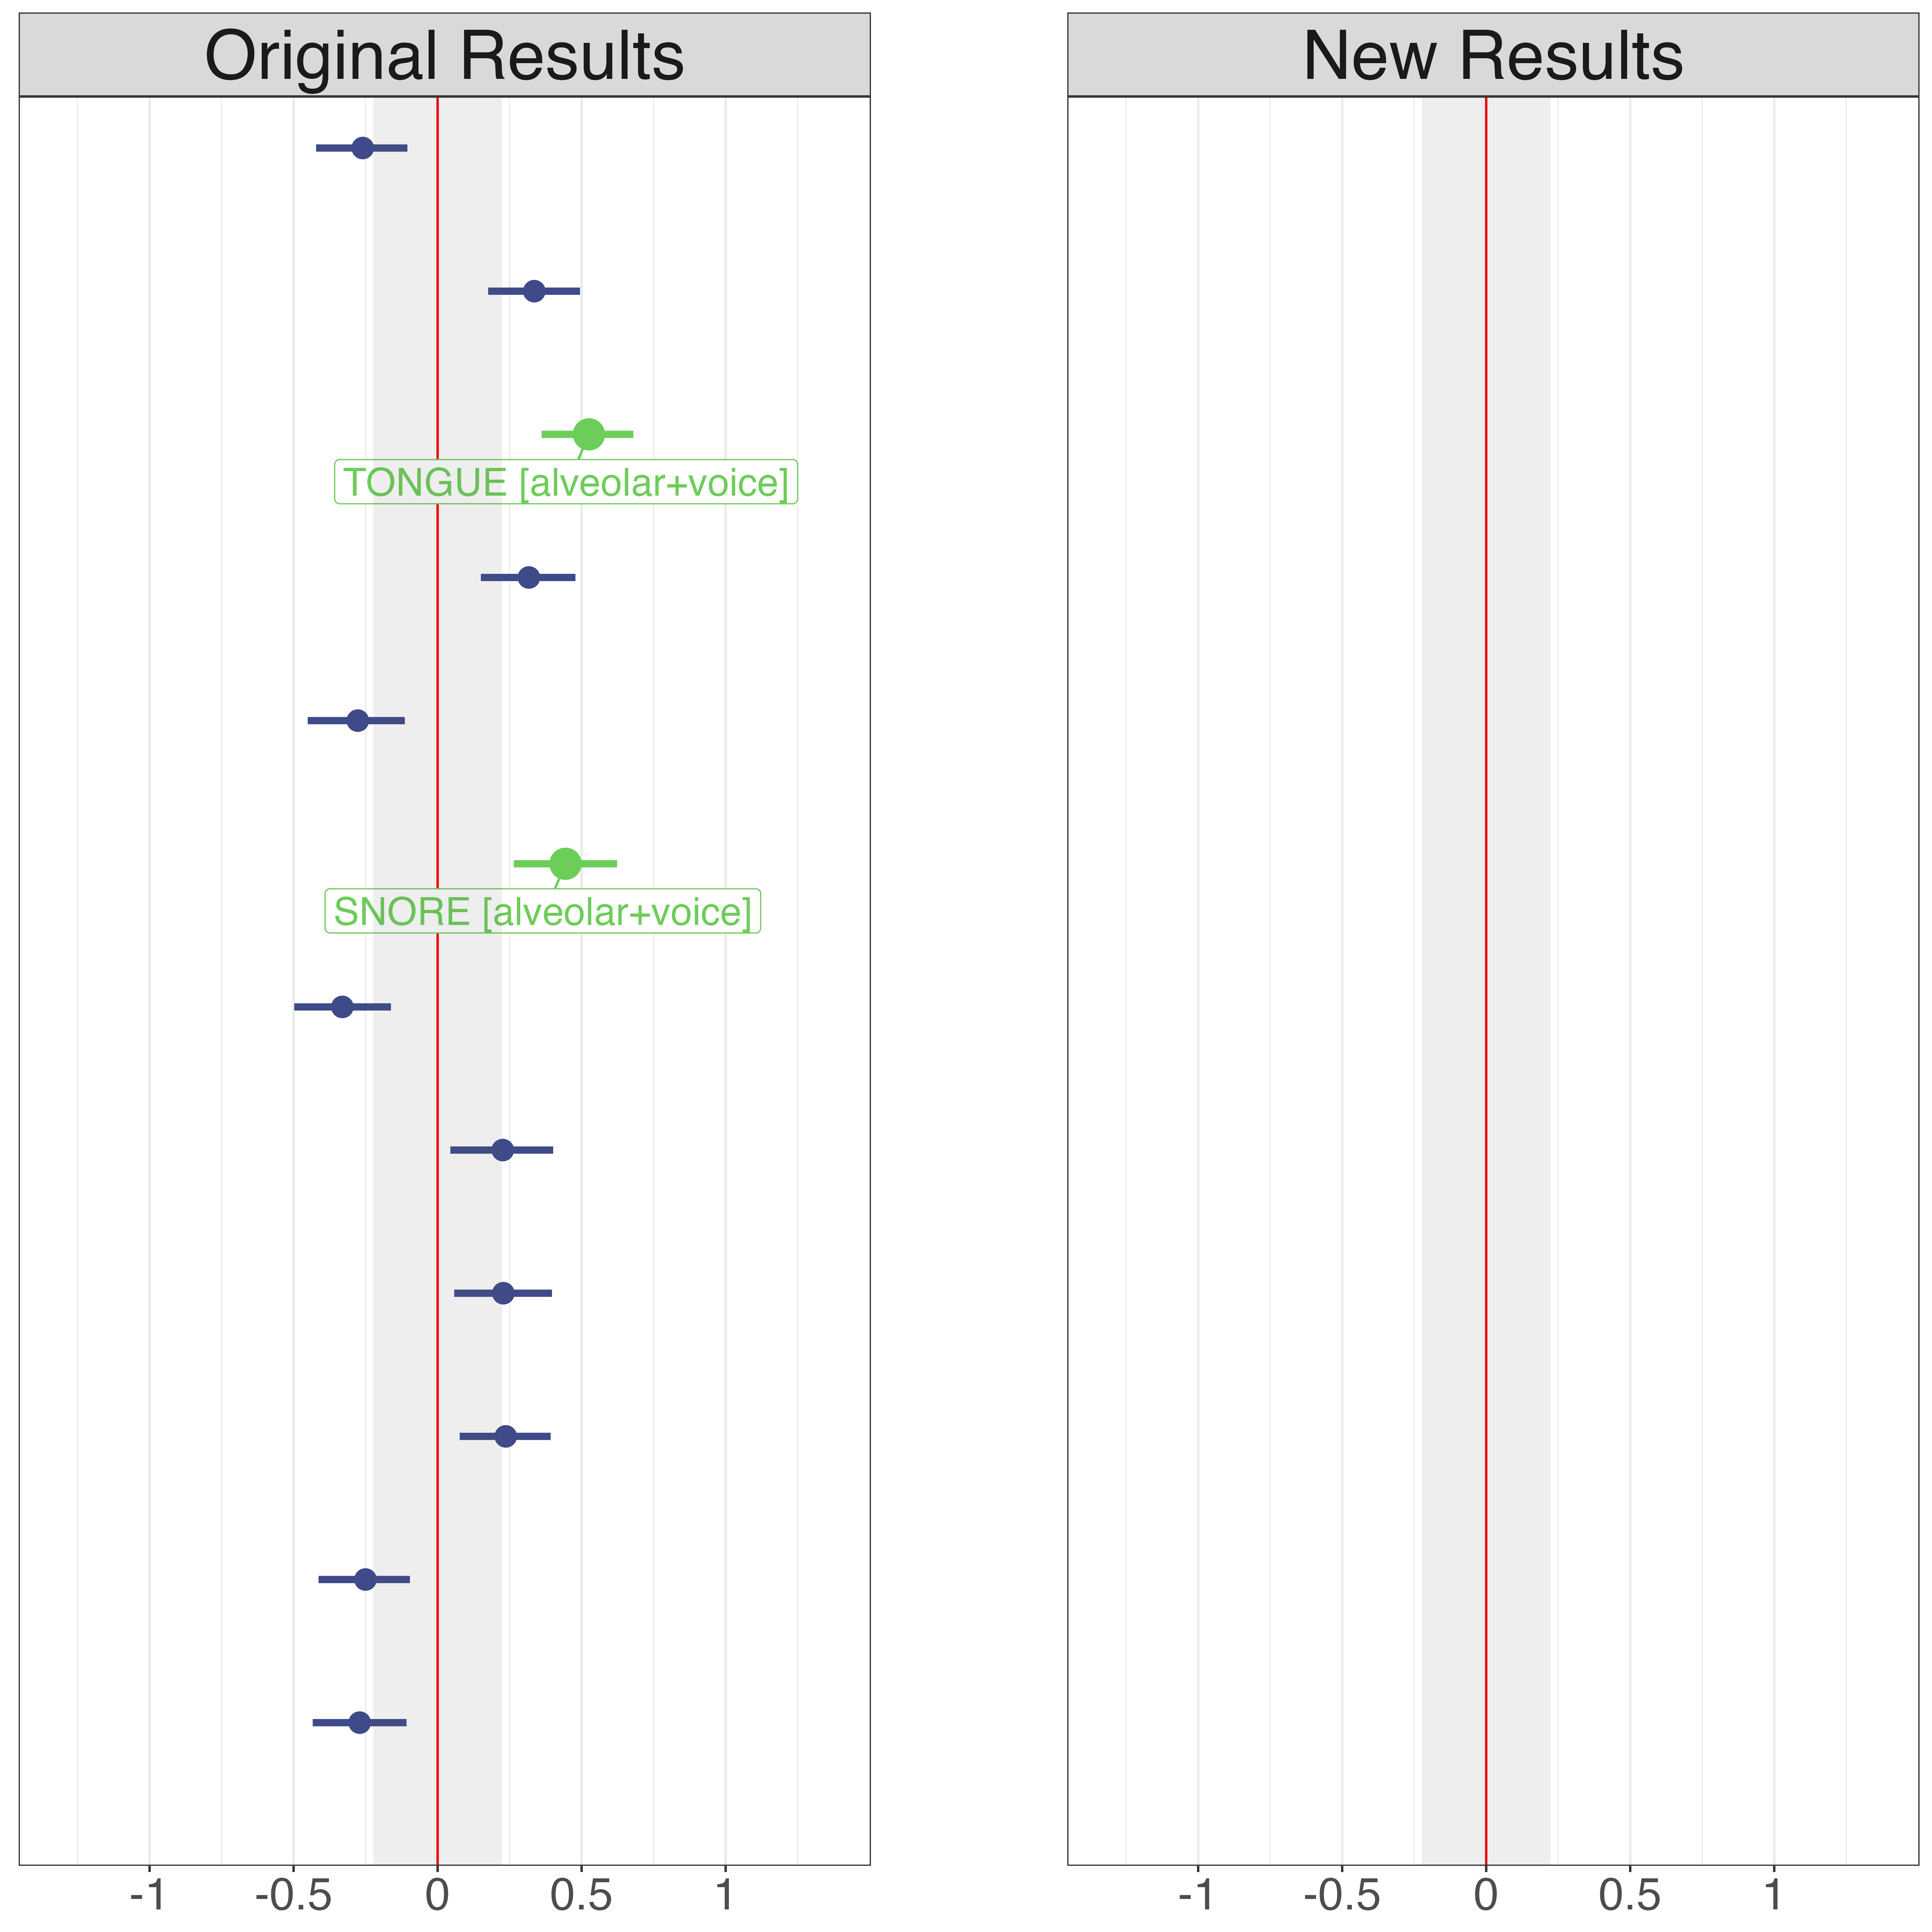 Original Results
New Results
TONGUE [alveolar+voice]
SNORE [alveolar+voice]
-1 -0.5 0 0.5 1
-1 -0.5 0 0.5 1